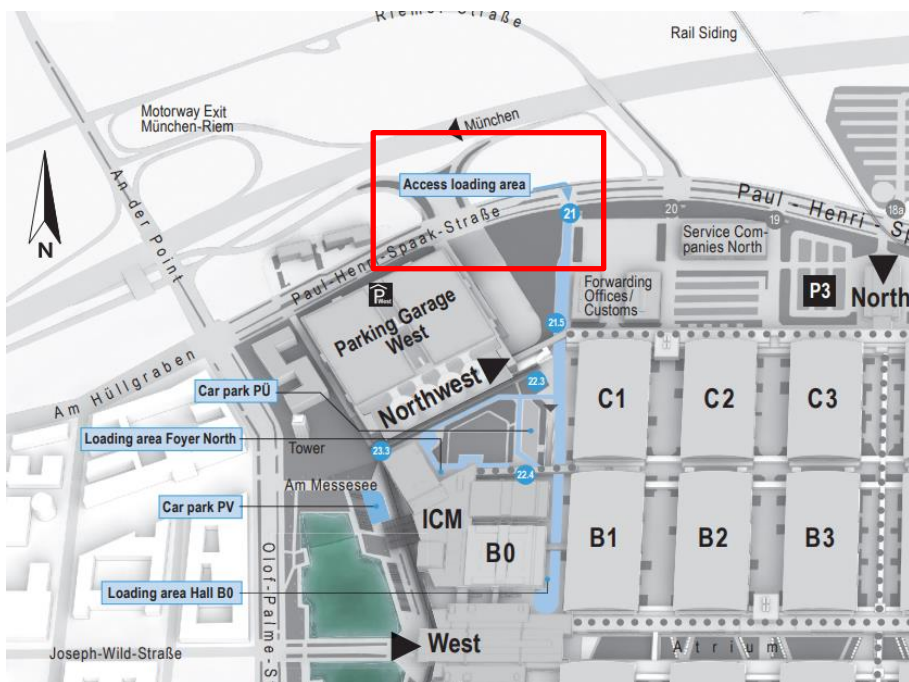 Riemer Straße
Rail Siding
Motorway Exit
München-Riem
München
An der Point
Access loading area
Paul - Henri - Sp
18a
N
21
20
19
Paul-Henri-Spaak-Straße
Service Com-
panies North
P
West
Forwarding
Offices/
Customs
P3
North
Parking Garage
West
21.5
Am Hüllgraben
Northwest
22.3
Car park PÜ
C1
C2
C3
Loading area Foyer North
Tower
23.3
22.4
Am Messesee
Car park PV
ICM
B0
B1
B2
B3
Olof-Palme-S
Loading area Hall B0
Joseph-Wild-Straße
West
Atrium